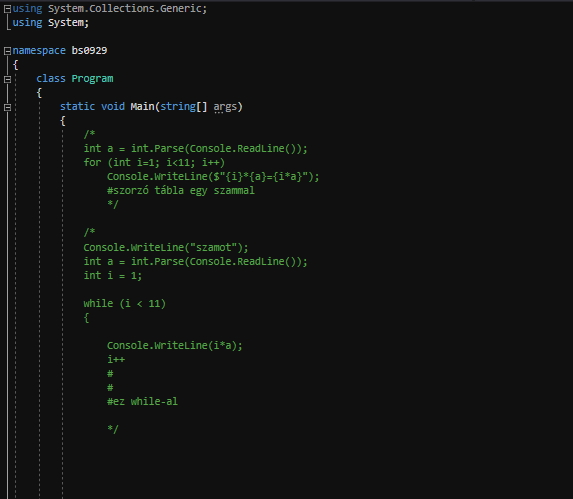 using System.Collections.Generic;
using System;
namespace bs0929
{
class Program
{
static void Main(string[] args)
{
/*
int a = int.Parse(Console.ReadLine());
for (int i=1; i<11; i++)
Console.WriteLine($"{i}*{a}={i*a}");
#szorzó tábla egy szammal
*/
/*
Console.WriteLine("szamot");
int a = int.Parse(Console.ReadLine());
int i = 1;
while (i < 11)
{
Console.WriteLine(i*a);
i++
#
#
#ez while-al
*/